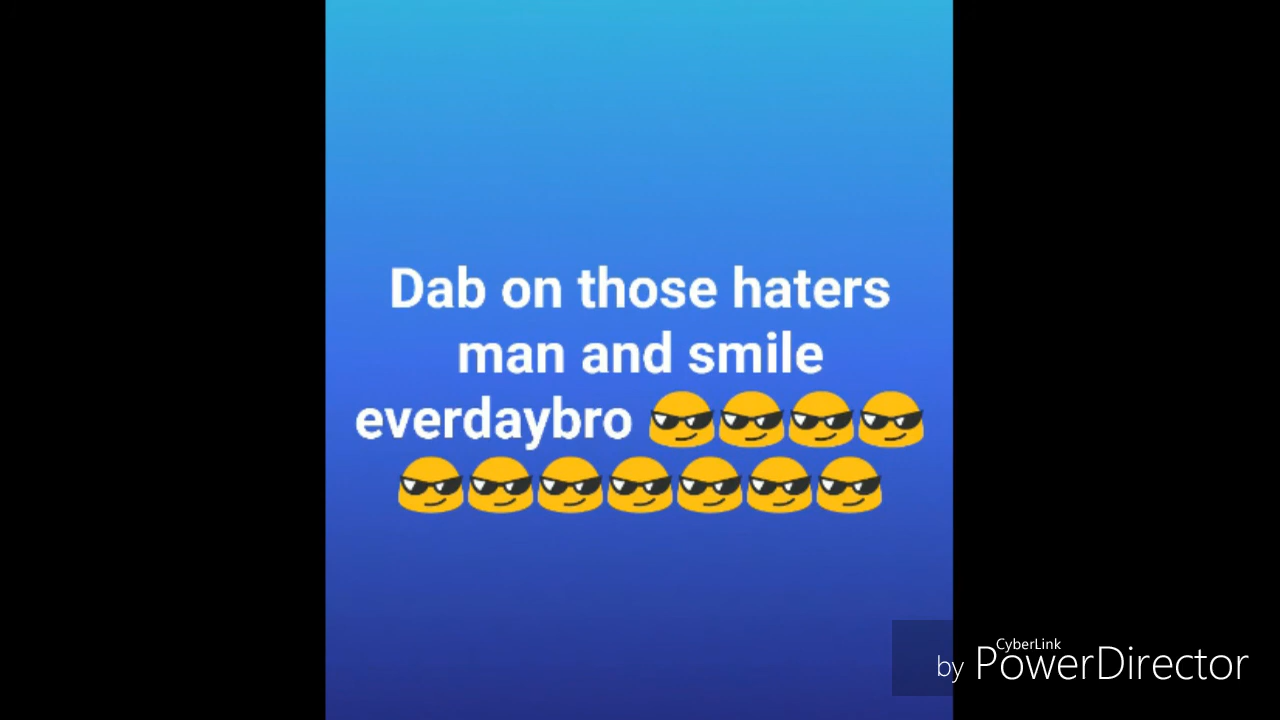 Dab on those haters
man and smile
everdaybro 😎😎😎😎
😎😎😎😎😎😎😎
CyberLink
by PowerDirector